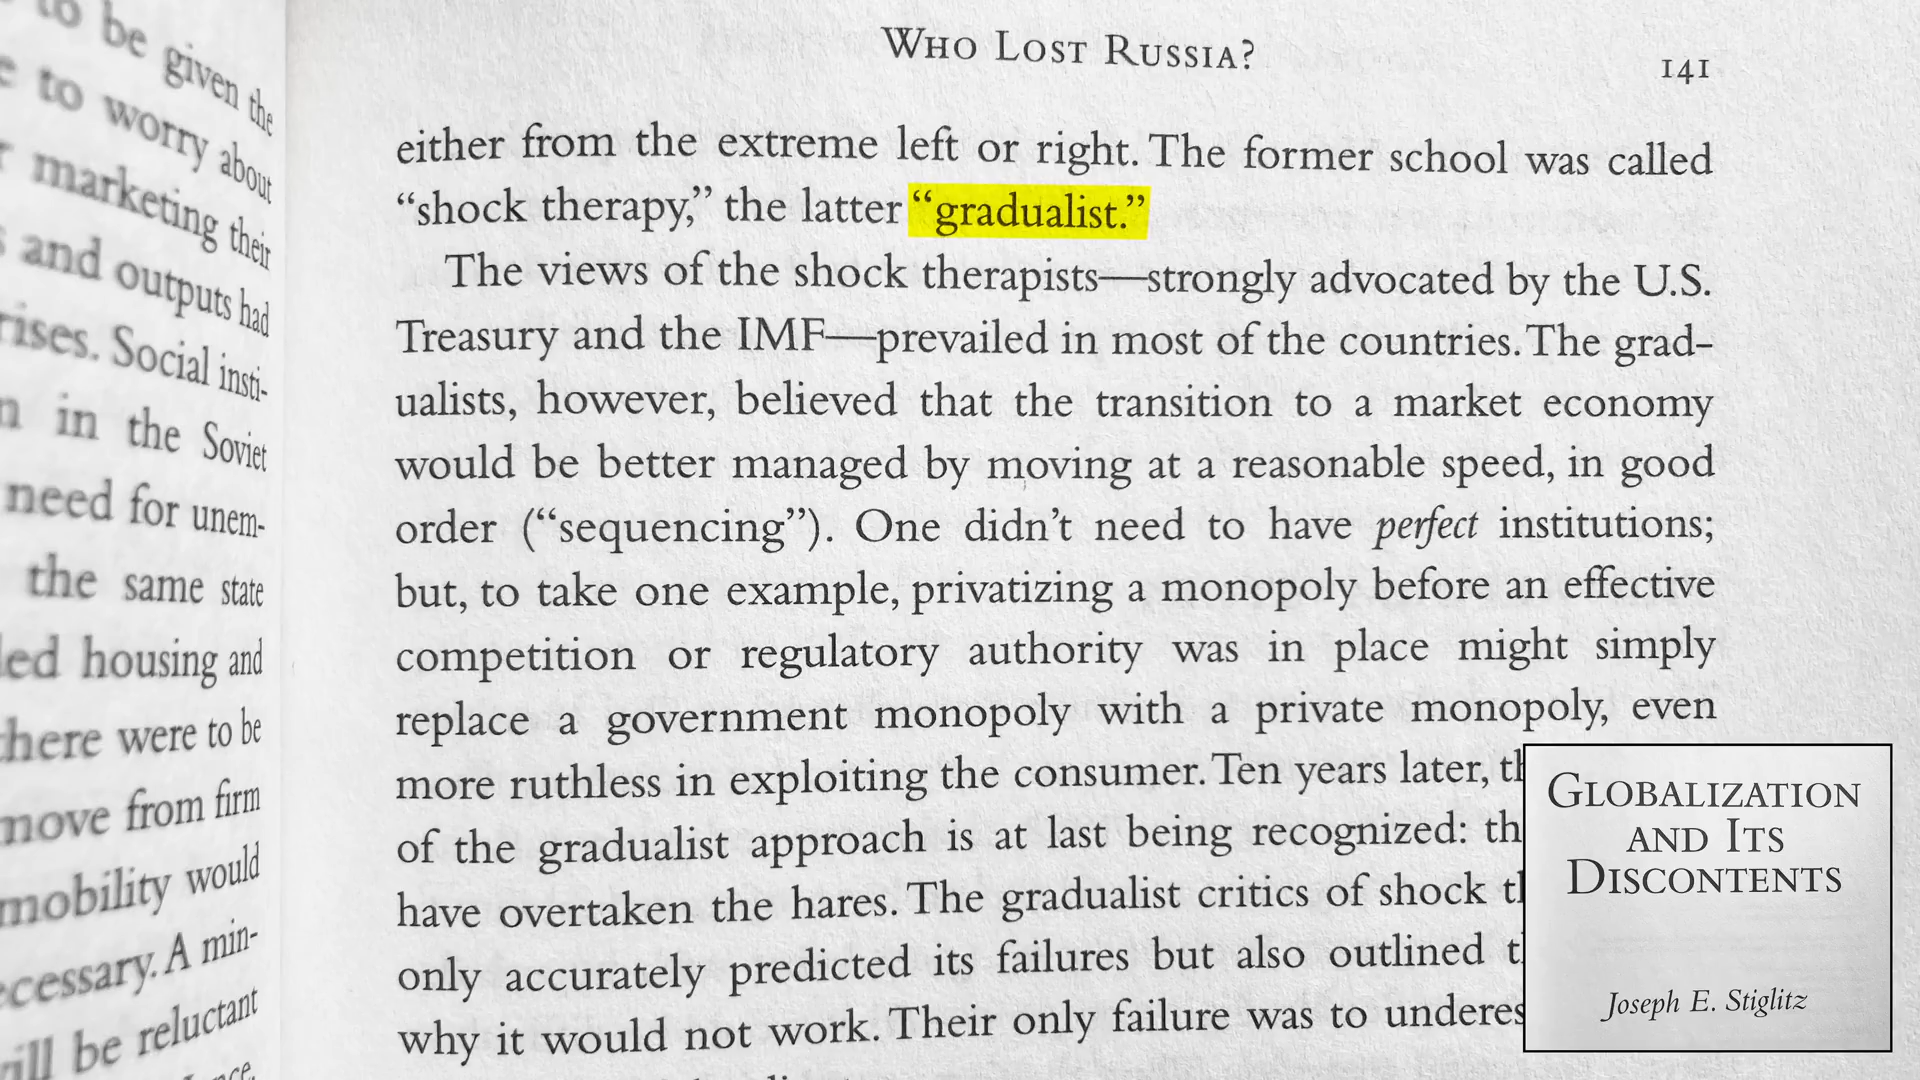 to be given the
to worry about
marketing their
and outputs had
rises. Social insti-
in the Soviet
need for unem-
the same state
led housing and
here were to be
move from firm
mobility would
ecessary. A min-
will be reluctant
WHO LOST RUSSIA?
141
either from the extreme left or right. The former school was called
“shock therapy,” the latter “gradualist.”
The views of the shock therapists—strongly advocated by the U.S.
Treasury and the IMF—prevailed in most of the countries. The grad-
ualists, however, believed that the transition to a market economy
would be better managed by moving at a reasonable speed, in good
order (“sequencing”). One didn’t need to have perfect institutions;
but, to take one example, privatizing a monopoly before an effective
competition or regulatory authority was in place might simply
replace a government monopoly with a private monopoly, even
more ruthless in exploiting the consumer. Ten years later, th
of the gradualist approach is at last being recognized: th
have overtaken the hares. The gradualist critics of shock th
only accurately predicted its failures but also outlined t
why it would not work. Their only failure was to underes
GLOBALIZATION
AND ITS
DISCONTENTS
Joseph E. Stiglitz